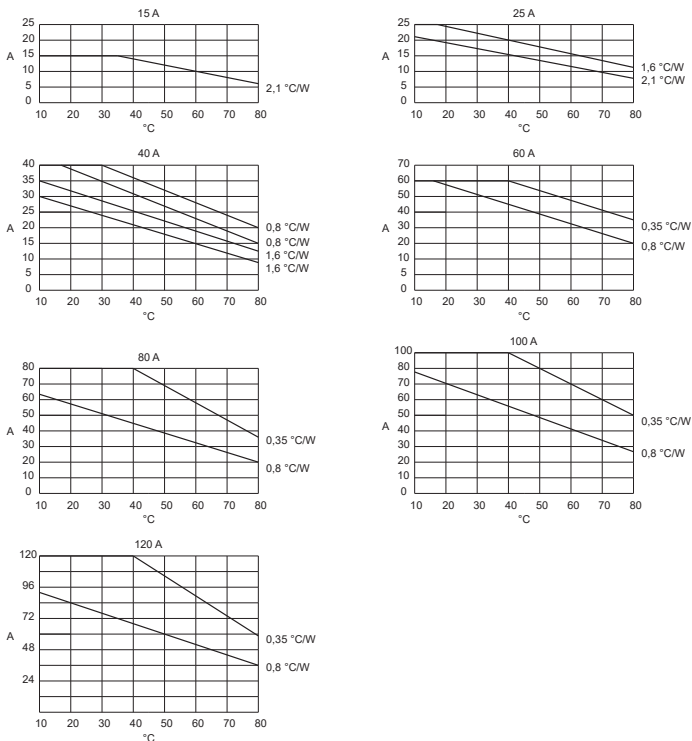 15 A
25
20
A 15
10
5
0
10 20 30 40 50 60 70 80
°C
2,1 °C/W
25 A
25
20
A 15
10
5
0
10 20 30 40 50 60 70 80
°C
1,6 °C/W
2,1 °C/W
40 A
40
35
30
25
A 20
15
10
5
0
10 20 30 40 50 60 70 80
°C
0,8 °C/W
0,8 °C/W
1,6 °C/W
1,6 °C/W
60 A
70
60
50
40
A 30
20
10
5
0
10 20 30 40 50 60 70 80
°C
0,35 °C/W
0,8 °C/W
80 A
80
70
60
50
A 40
30
20
10
0
10 20 30 40 50 60 70 80
°C
0,35 °C/W
0,8 °C/W
100 A
100
80
60
50
A 40
30
20
10
0
10 20 30 40 50 60 70 80
°C
0,35 °C/W
0,8 °C/W
120 A
120
96
72
A
48
24
10 20 30 40 50 60 70 80
°C
0,35 °C/W
0,8 °C/W